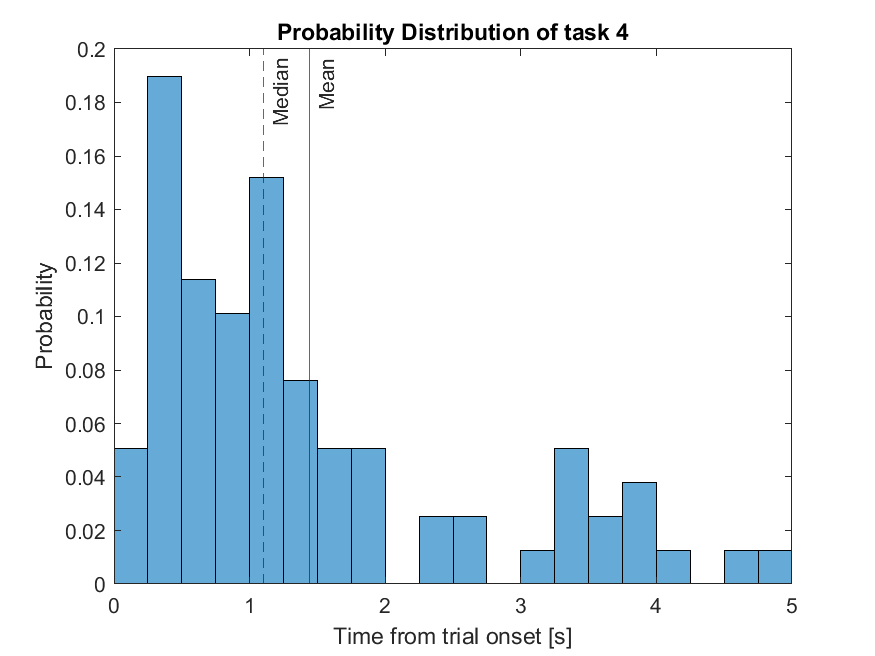 Probability Distribution of task 4
Median
Mean
Probability
0.2
0.18
0.16
0.14
0.12
0.1
0.08
0.06
0.04
0.02
0
0 1 2 3 4 5
Time from trial onset [s]